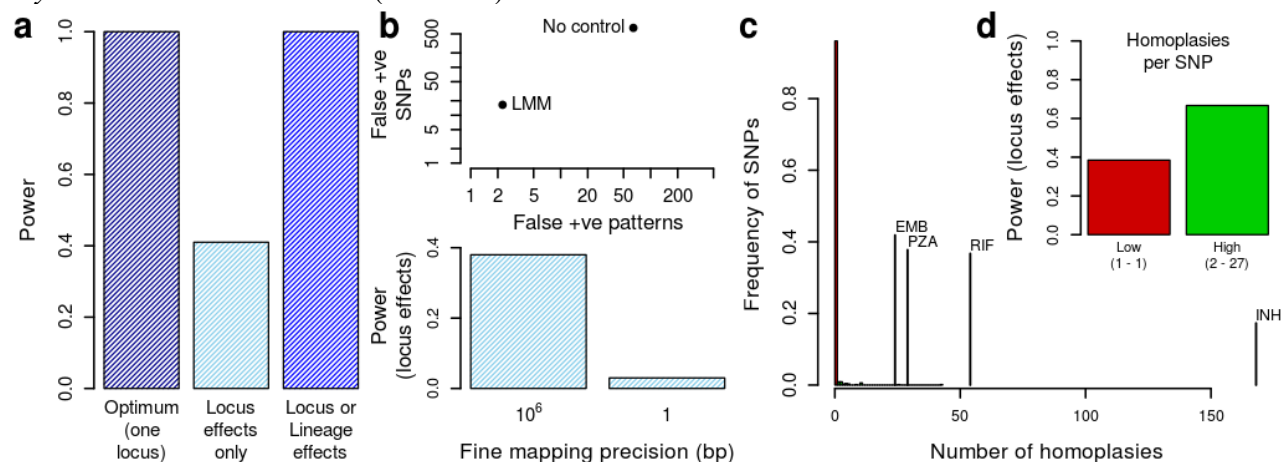 a
Power
0.0 0.2 0.4 0.6 0.8 1.0
Optimum
(one
locus)
Locus
effects
only
Locus or
Lineage
effects
b
False +ve
SNPs
500
50
5
1
No control
LMM
1 2 5 20 50 200
False +ve patterns
Power
(locus effects)
0.0 0.2 0.4
10⁶ 1
Fine mapping precision (bp)
c
Frequency of SNPs
0.0 0.2 0.4 0.6 0.8
EMB
PZA
RIF
INH
0 50 100 150
Number of homoplasies
d
Power (locus effects)
0.0 0.2 0.4 0.6 0.8 1.0
Homoplasies
per SNP
Low
(1 - 1)
High
(2 - 27)